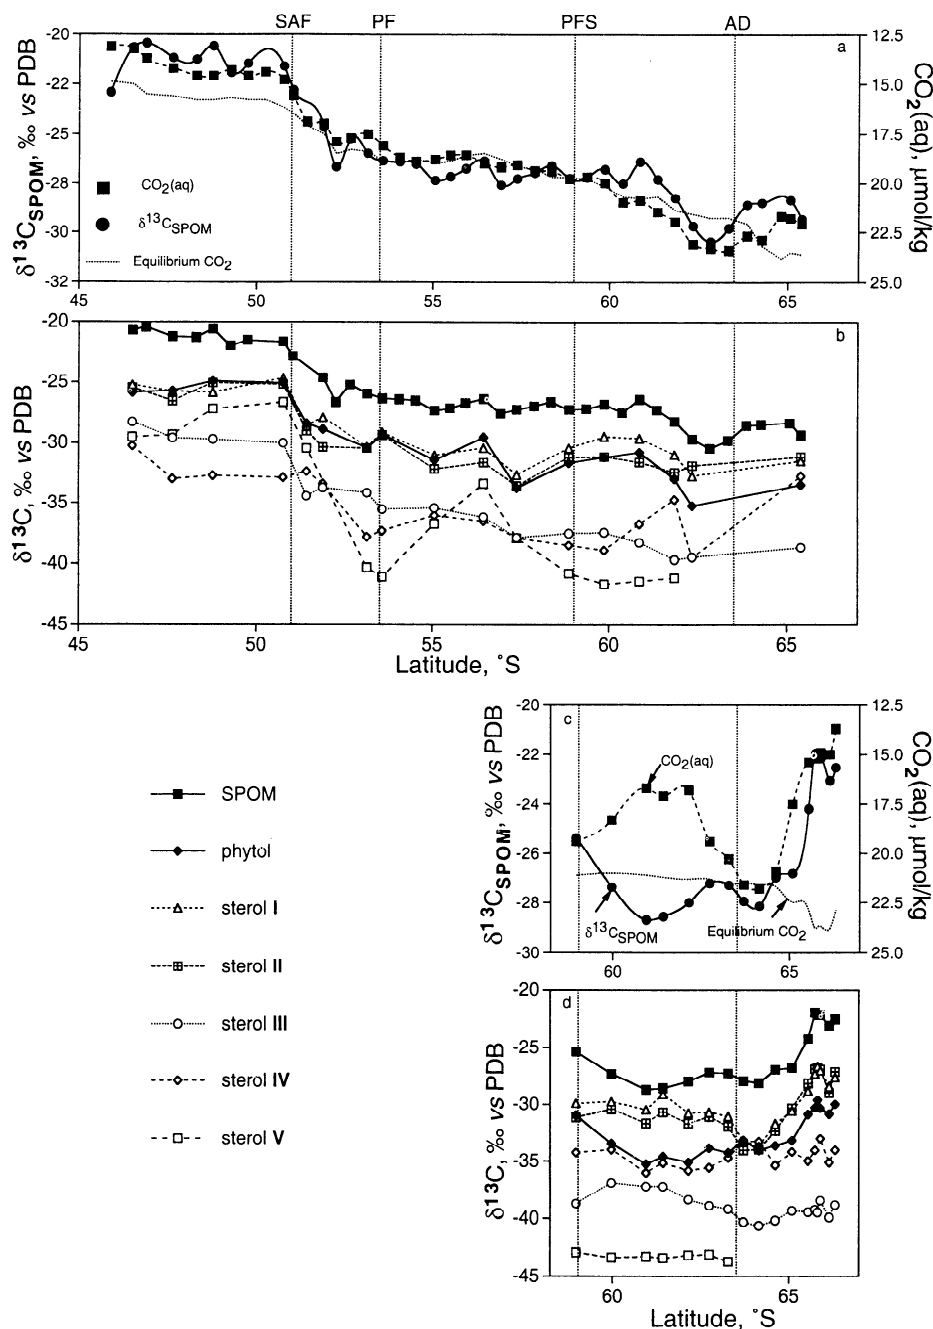 SAF PF PFS AD
a
δ¹³C_SPOM, ‰ vs PDB
-20
-22
-25
-28
-30
-32
CO₂(aq)
δ¹³C_SPOM
Equilibrium CO₂
12.5
15.0
17.5
20.0
22.5
25.0
CO₂(aq), μmol/kg
45 50 55 60 65
b
δ¹³C, ‰ vs PDB
-20
-25
-30
-35
-40
-45
45 50 55 60 65
Latitude, °S
SPOM
phytol
sterol I
sterol II
sterol III
sterol IV
sterol V
c
δ¹³C_SPOM, ‰ vs PDB
-20
-22
-24
-26
-28
-30
CO₂(aq)
δ¹³C_SPOM
Equilibrium CO₂
12.5
15.0
17.5
20.0
22.5
25.0
CO₂(aq), μmol/kg
60 65
d
δ¹³C, ‰ vs PDB
-20
-25
-30
-35
-40
-45
60 65
Latitude, °S